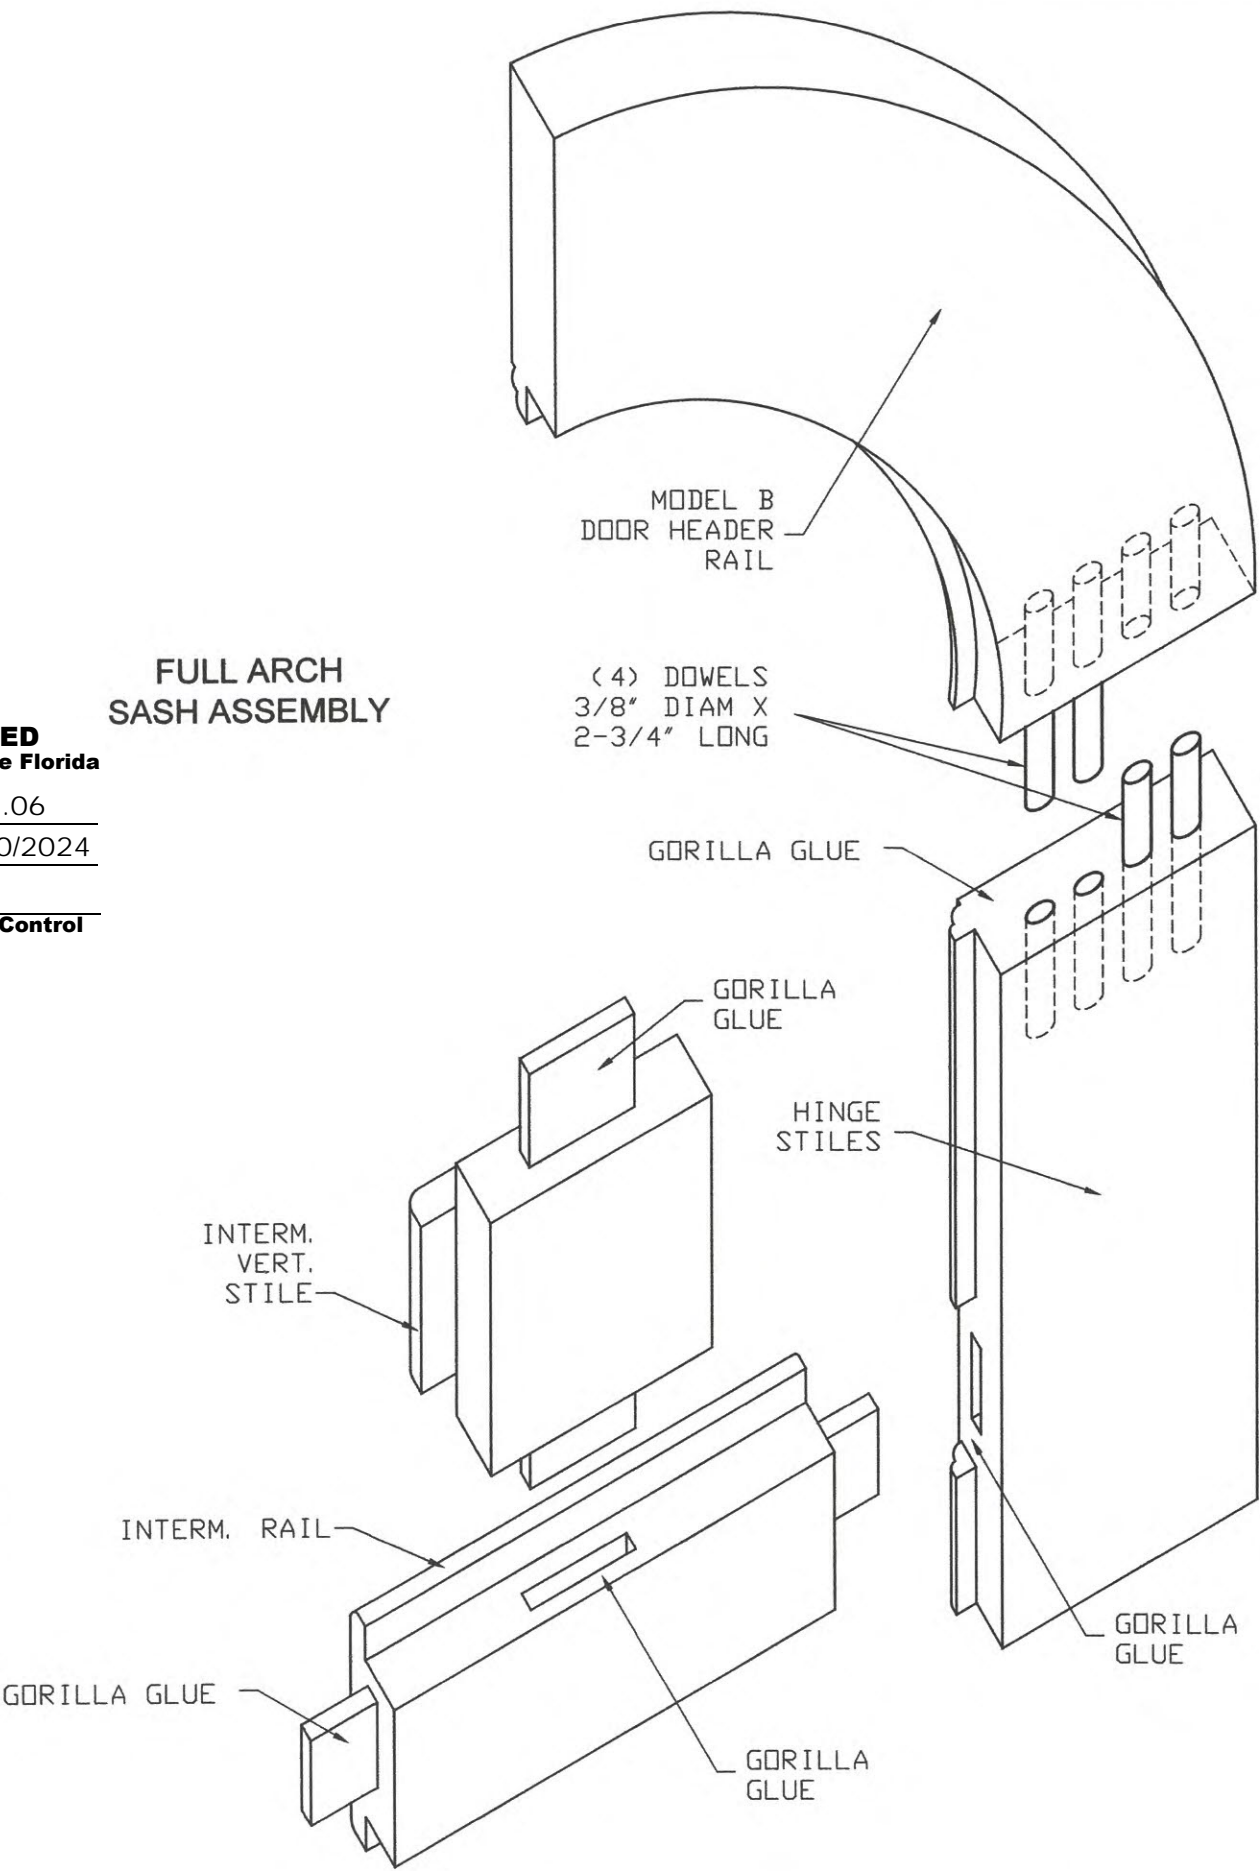 MODEL B
DOOR HEADER
RAIL
FULL ARCH
SASH ASSEMBLY
(4) DOWELS
3/8" DIAM X
2-3/4" LONG
ED
e Florida
.06
0/2024
Control
GORILLA GLUE
GORILLA
GLUE
HINGE
STILES
INTERM.
VERT.
STILE
INTERM. RAIL
GORILLA
GLUE
GORILLA GLUE
GORILLA
GLUE